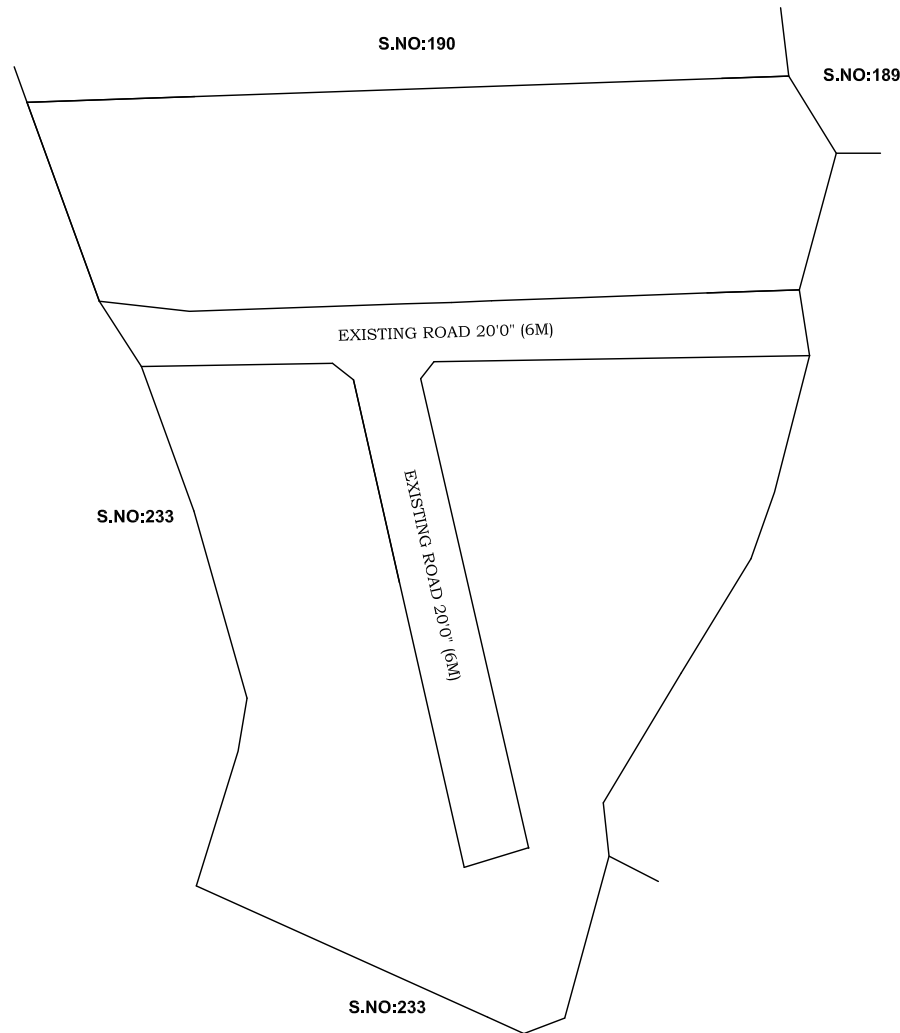 S.NO:190
S.NO:189
EXISTING ROAD 20'0" (6M)
EXISTING ROAD 20'0" (6M)
S.NO:233
S.NO:233